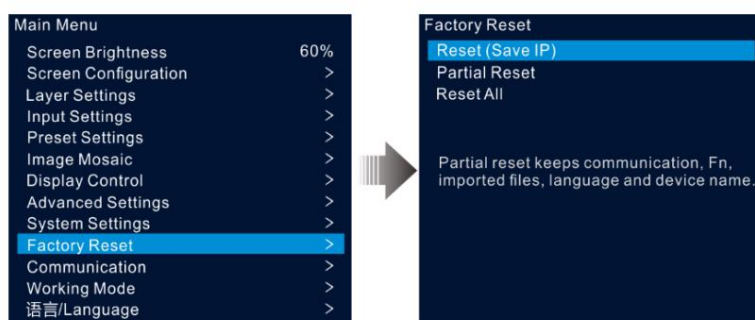 Main Menu
Screen Brightness 60%
Screen Configuration >
Layer Settings >
Input Settings >
Preset Settings >
Image Mosaic >
Display Control >
Advanced Settings >
System Settings >
Factory Reset >
Communication >
Working Mode >
语言/Language >
Factory Reset
Reset (Save IP)
Partial Reset
Reset All
Partial reset keeps communication, Fn,
imported files, language and device name.